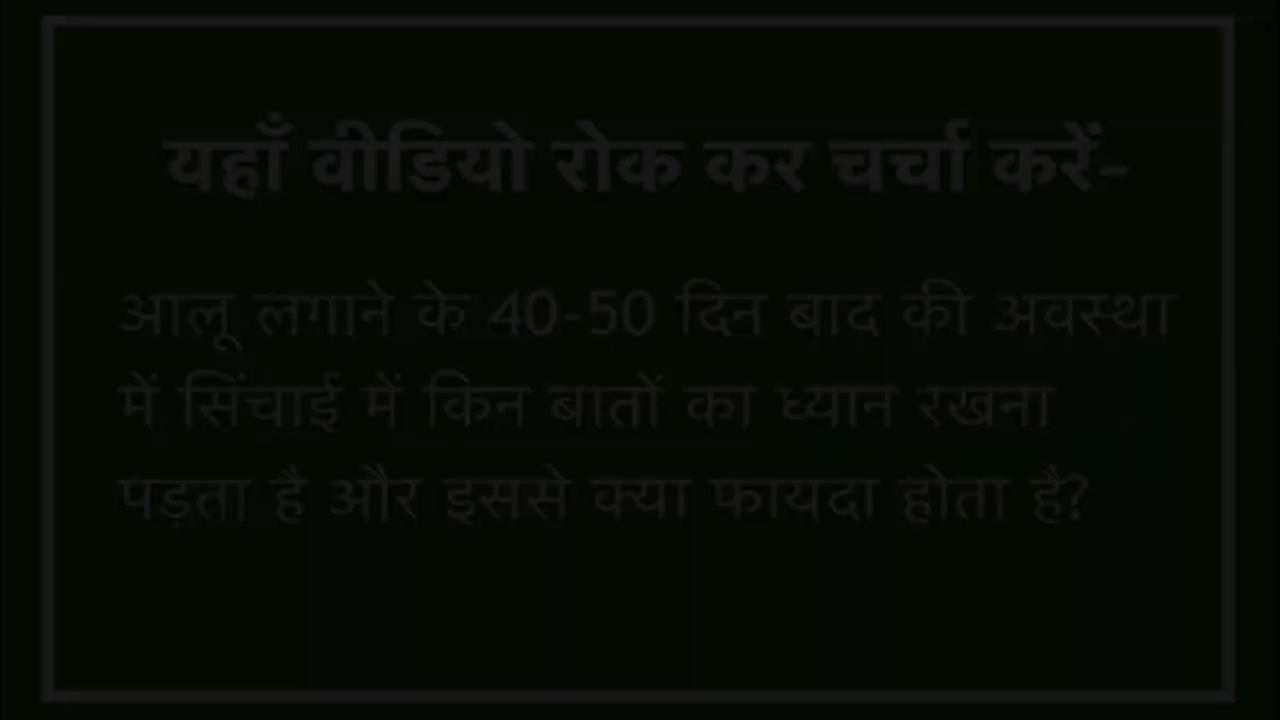 यहाँ वीडियो रोक कर चर्चा करें-
आलू लगाने के 40-50 दिन बाद की अवस्था
में सिंचाई में किन बातों का ध्यान रखना
पड़ता है और इससे क्या फायदा होता है?